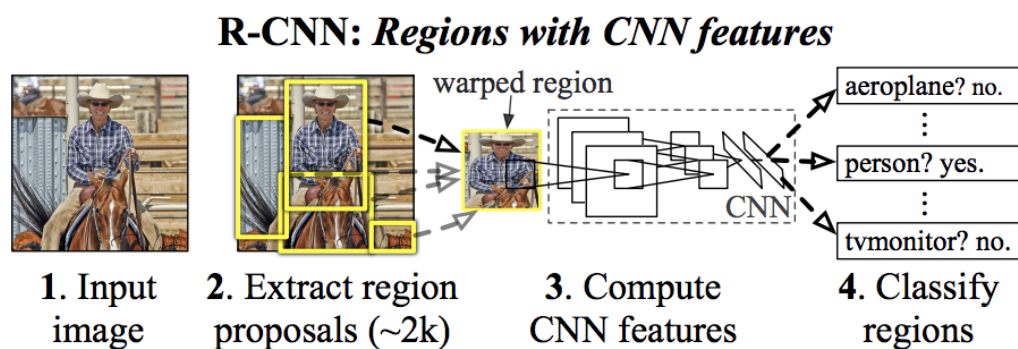 R-CNN: Regions with CNN features
warped region
aeroplane? no.
⋮
person? yes.
⋮
tvmonitor? no.
CNN
1. Input
image
2. Extract region
proposals (~2k)
3. Compute
CNN features
4. Classify
regions